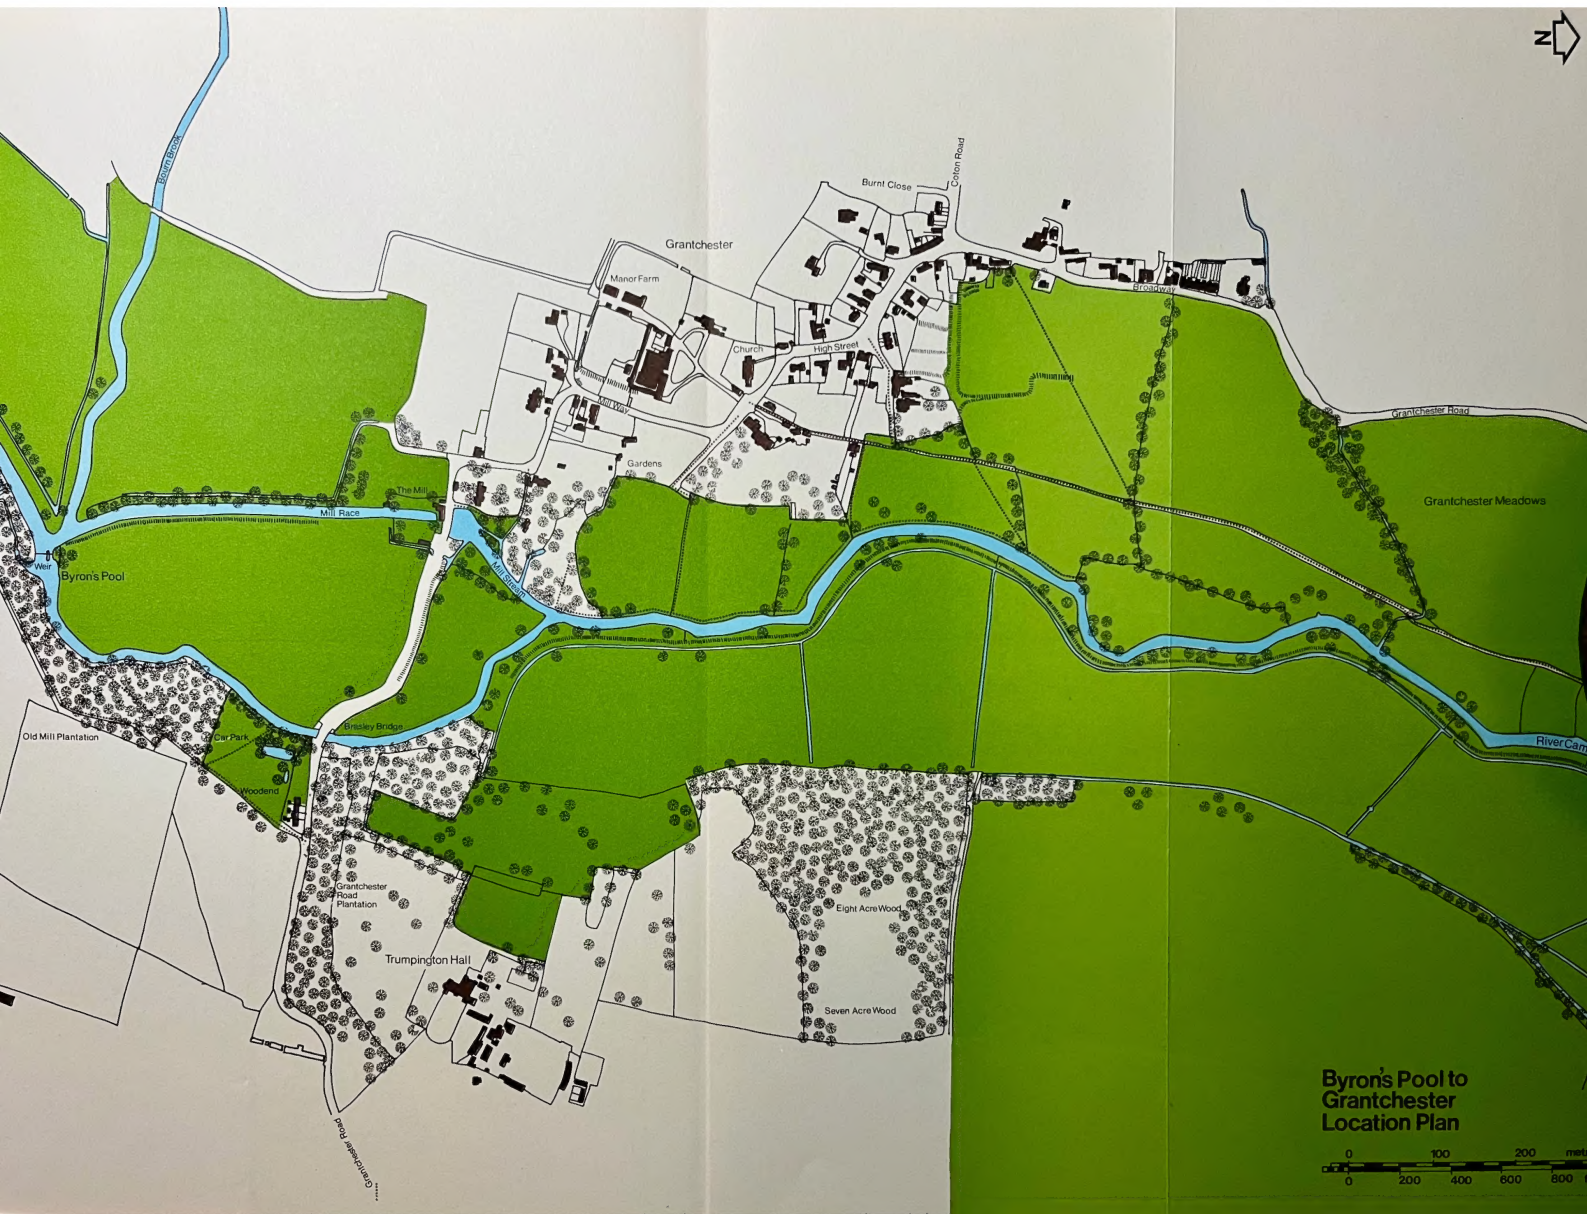 N
Bourn Brook
Coton Road
Burnt Close
Grantchester
Manor Farm
Broadway
Church
High Street
Mill Way
Grantchester Road
Gardens
The Mill
Mill Race
Grantchester Meadows
Weir
Byron's Pool
Mill Stream
Brasley Bridge
Old Mill Plantation
Car Park
River Cam
Woodend
Grantchester
Road
Plantation
Eight Acre Wood
Trumpington Hall
Seven Acre Wood
Grantchester Road
Byron's Pool to
Grantchester
Location Plan
0 100 200 met
0 200 400 600 800